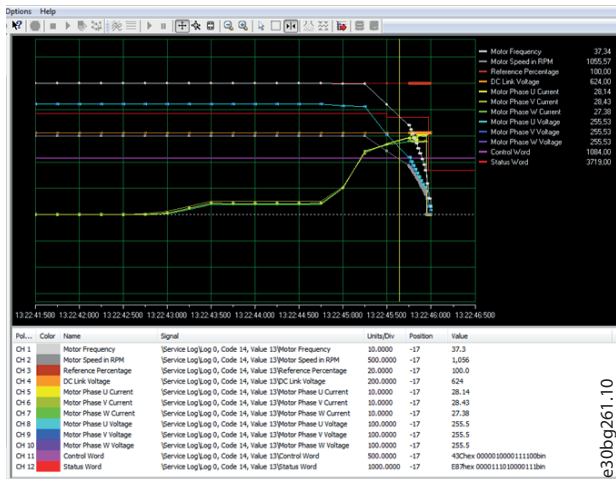 Options Help
Motor Frequency 37,34
Motor Speed in RPM 1055,57
Reference Percentage 100,00
DC Link Voltage 624,00
Motor Phase U Current 28,14
Motor Phase V Current 28,43
Motor Phase W Current 27,38
Motor Phase U Voltage 255,53
Motor Phase V Voltage 255,53
Motor Phase W Voltage 255,53
Control Word 1084,00
Status Word 3719,00
13:22:41:500 13:22:42:000 13:22:42:500 13:22:43:000 13:22:43:500 13:22:44:000 13:22:44:500 13:22:45:000 13:22:45:500 13:22:46:000 13:22:46:500
Pol... Color Name Signal Units/Div Position Value
CH 1 Motor Frequency \Service Log\Log 0, Code 14, Value 13\Motor Frequency 10.0000 -17 37.3
CH 2 Motor Speed in RPM \Service Log\Log 0, Code 14, Value 13\Motor Speed in RPM 500.0000 -17 1,056
CH 3 Reference Percentage \Service Log\Log 0, Code 14, Value 13\Reference Percentage 20.0000 -17 100.0
CH 4 DC Link Voltage \Service Log\Log 0, Code 14, Value 13\DC Link Voltage 200.0000 -17 624
CH 5 Motor Phase U Current \Service Log\Log 0, Code 14, Value 13\Motor Phase U Current 10.0000 -17 28.14
CH 6 Motor Phase V Current \Service Log\Log 0, Code 14, Value 13\Motor Phase V Current 10.0000 -17 28.43
CH 7 Motor Phase W Current \Service Log\Log 0, Code 14, Value 13\Motor Phase W Current 10.0000 -17 27.38
CH 8 Motor Phase U Voltage \Service Log\Log 0, Code 14, Value 13\Motor Phase U Voltage 100.0000 -17 255.5
CH 9 Motor Phase V Voltage \Service Log\Log 0, Code 14, Value 13\Motor Phase V Voltage 100.0000 -17 255.5
CH 10 Motor Phase W Voltage \Service Log\Log 0, Code 14, Value 13\Motor Phase W Voltage 100.0000 -17 255.5
CH 11 Control Word \Service Log\Log 0, Code 14, Value 13\Control Word 500.0000 -17 43Chex 0000010000111100bin
CH 12 Status Word \Service Log\Log 0, Code 14, Value 13\Status Word 1000.0000 -17 E87hex 0000111010000111bin
e30bg261.10